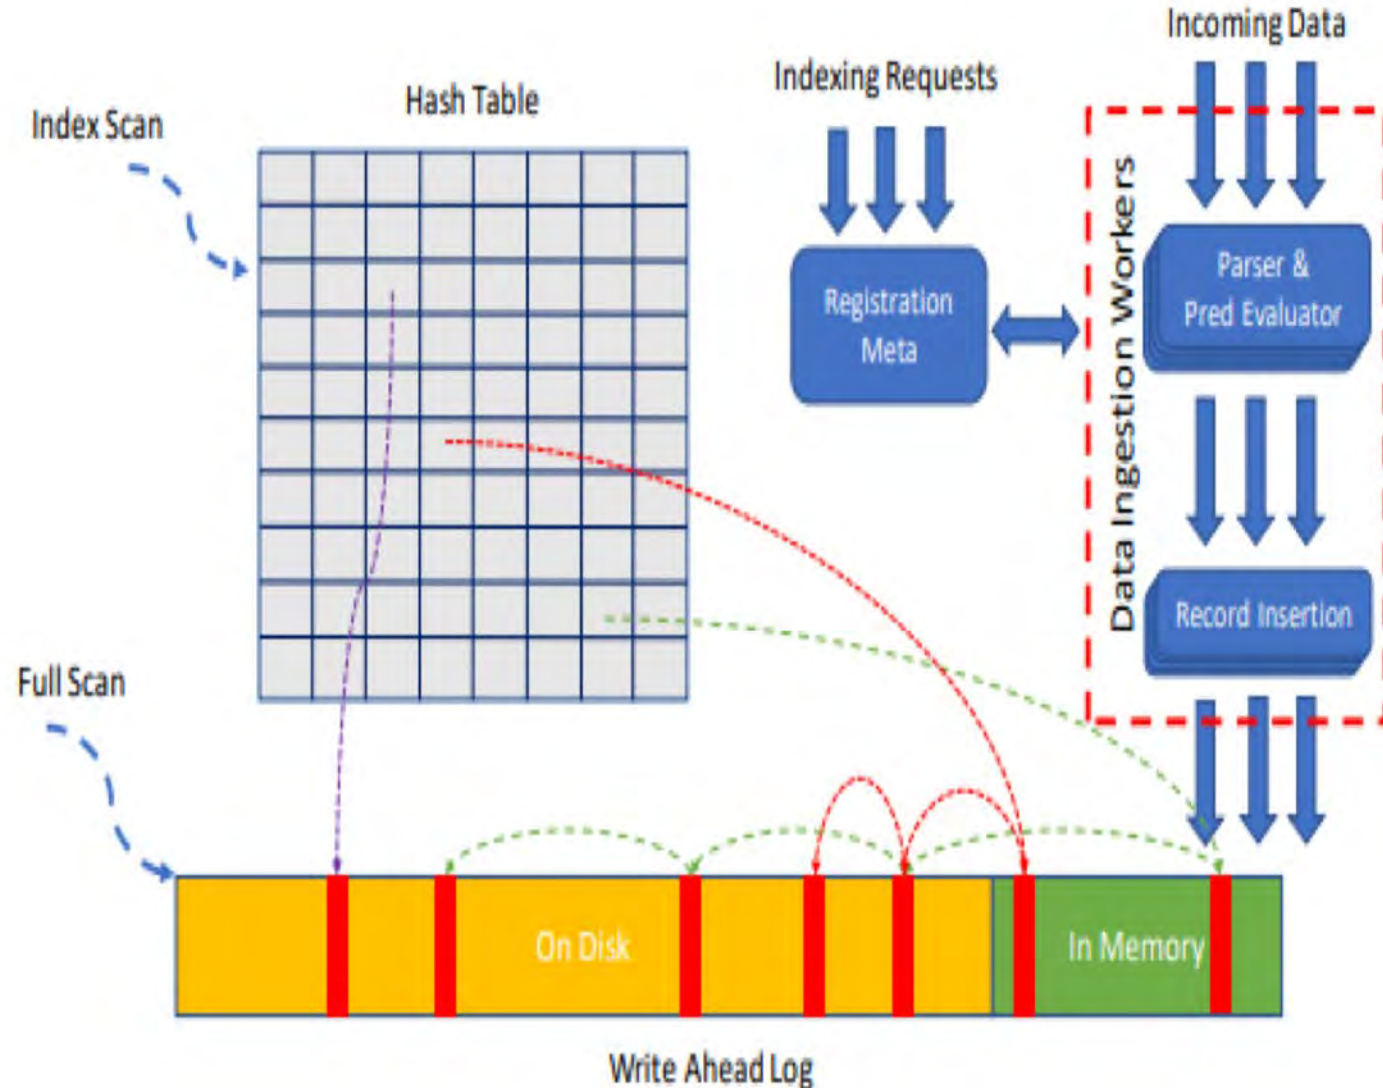 Incoming Data
Indexing Requests
Hash Table
Index Scan
Data Ingestion Workers
Parser &
Pred Evaluator
Registration
Meta
Record Insertion
Full Scan
On Disk
In Memory
Write Ahead Log